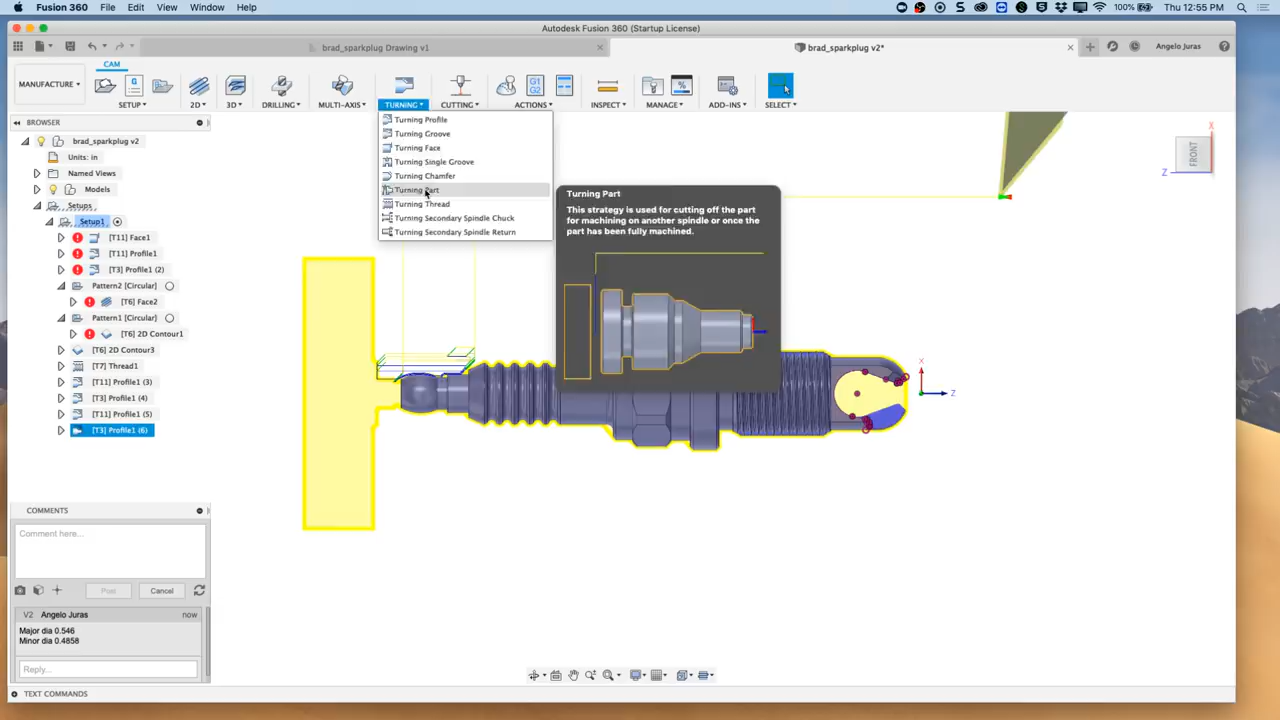 Fusion 360 File Edit View Window Help 100% Thu 12:55 PM
Autodesk Fusion 360 (Startup License)
brad_sparkplug Drawing v1 brad_sparkplug v2* Angelo Juras
CAM
MANUFACTURE
SETUP 2D 3D DRILLING MULTI-AXIS TURNING CUTTING ACTIONS INSPECT MANAGE ADD-INS SELECT
G1
G2
BROWSER
brad_sparkplug v2
Units: in
Named Views
Models
Setups
Setup1
[T11] Face1
[T11] Profile1
[T3] Profile1 (2)
Pattern2 [Circular]
[T6] Face2
Pattern1 [Circular]
[T6] 2D Contour1
[T6] 2D Contour3
[T7] Thread1
[T11] Profile1 (3)
[T3] Profile1 (4)
[T11] Profile1 (5)
[T3] Profile1 (6)
Turning Profile
Turning Groove
Turning Face
Turning Single Groove
Turning Chamfer
Turning Part
Turning Thread
Turning Secondary Spindle Chuck
Turning Secondary Spindle Return
Turning Part
This strategy is used for cutting off the part
for machining on another spindle or once the
part has been fully machined.
X
FRONT
Z
X
Z
COMMENTS
Comment here...
Post Cancel
V2 Angelo Juras now
Major dia 0.546
Minor dia 0.4858
Reply...
TEXT COMMANDS